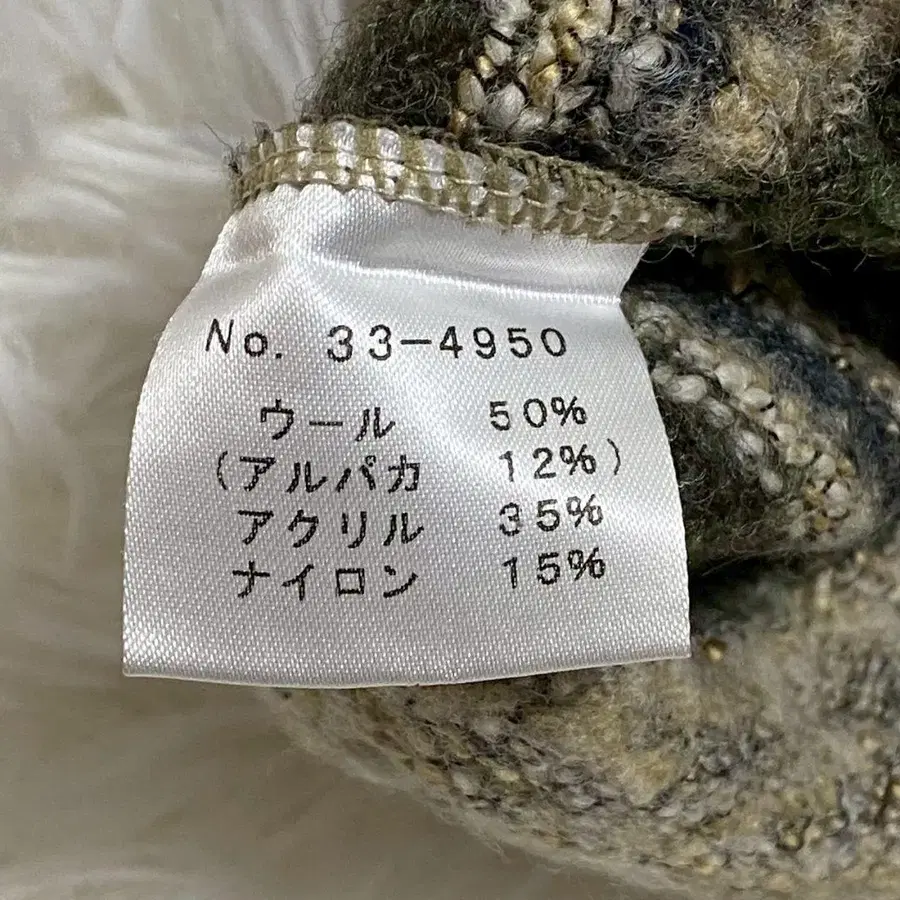 No. 33-4950
ウール 50%
(アルパカ 12%)
アクリル 35%
ナイロン 15%